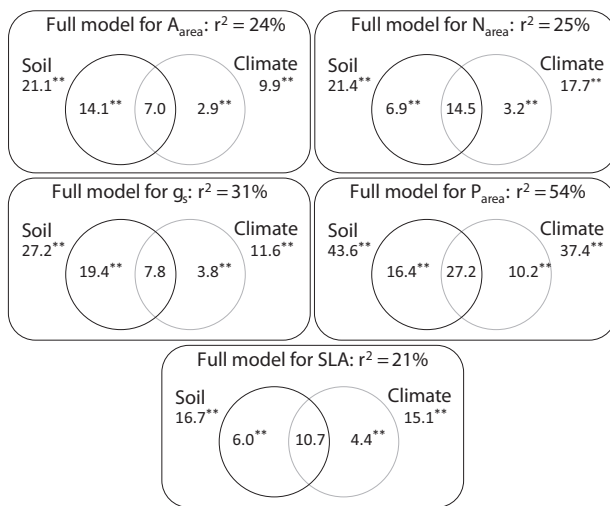 Full model for A_area: r² = 24%
Soil
21.1**
Climate
9.9**
14.1** 7.0 2.9**
Full model for N_area: r² = 25%
Soil
21.4**
Climate
17.7**
6.9** 14.5 3.2**
Full model for g_s: r² = 31%
Soil
27.2**
Climate
11.6**
19.4** 7.8 3.8**
Full model for P_area: r² = 54%
Soil
43.6**
Climate
37.4**
16.4** 27.2 10.2**
Full model for SLA: r² = 21%
Soil
16.7**
Climate
15.1**
6.0** 10.7 4.4**